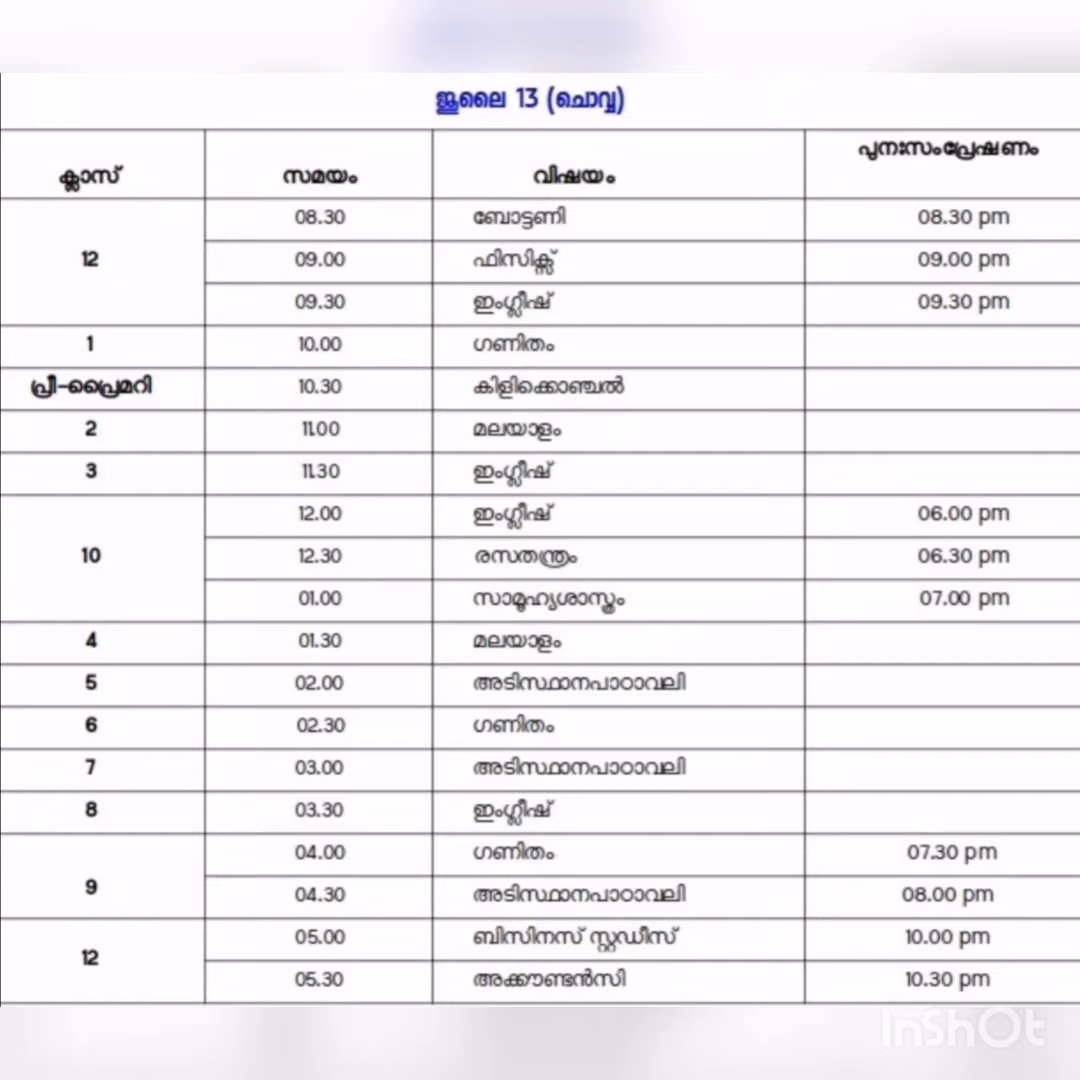 ജൂലൈ 13 (ചൊവ്വ)
ക്ലാസ് സമയം വിഷയം പുനഃസംപ്രേഷണം
12 08.30 ബോട്ടണി 08.30 pm
09.00 ഫിസിക്സ് 09.00 pm
09.30 ഇംഗ്ലീഷ് 09.30 pm
1 10.00 ഗണിതം
പ്രീ-പ്രൈമറി 10.30 കിളിക്കൊഞ്ചൽ
2 11.00 മലയാളം
3 11.30 ഇംഗ്ലീഷ്
10 12.00 ഇംഗ്ലീഷ് 06.00 pm
12.30 രസതന്ത്രം 06.30 pm
01.00 സാമൂഹ്യശാസ്ത്രം 07.00 pm
4 01.30 മലയാളം
5 02.00 അടിസ്ഥാനപാഠാവലി
6 02.30 ഗണിതം
7 03.00 അടിസ്ഥാനപാഠാവലി
8 03.30 ഇംഗ്ലീഷ്
9 04.00 ഗണിതം 07.30 pm
04.30 അടിസ്ഥാനപാഠാവലി 08.00 pm
12 05.00 ബിസിനസ് സ്റ്റഡീസ് 10.00 pm
05.30 അക്കൗണ്ടൻസി 10.30 pm
InShOt